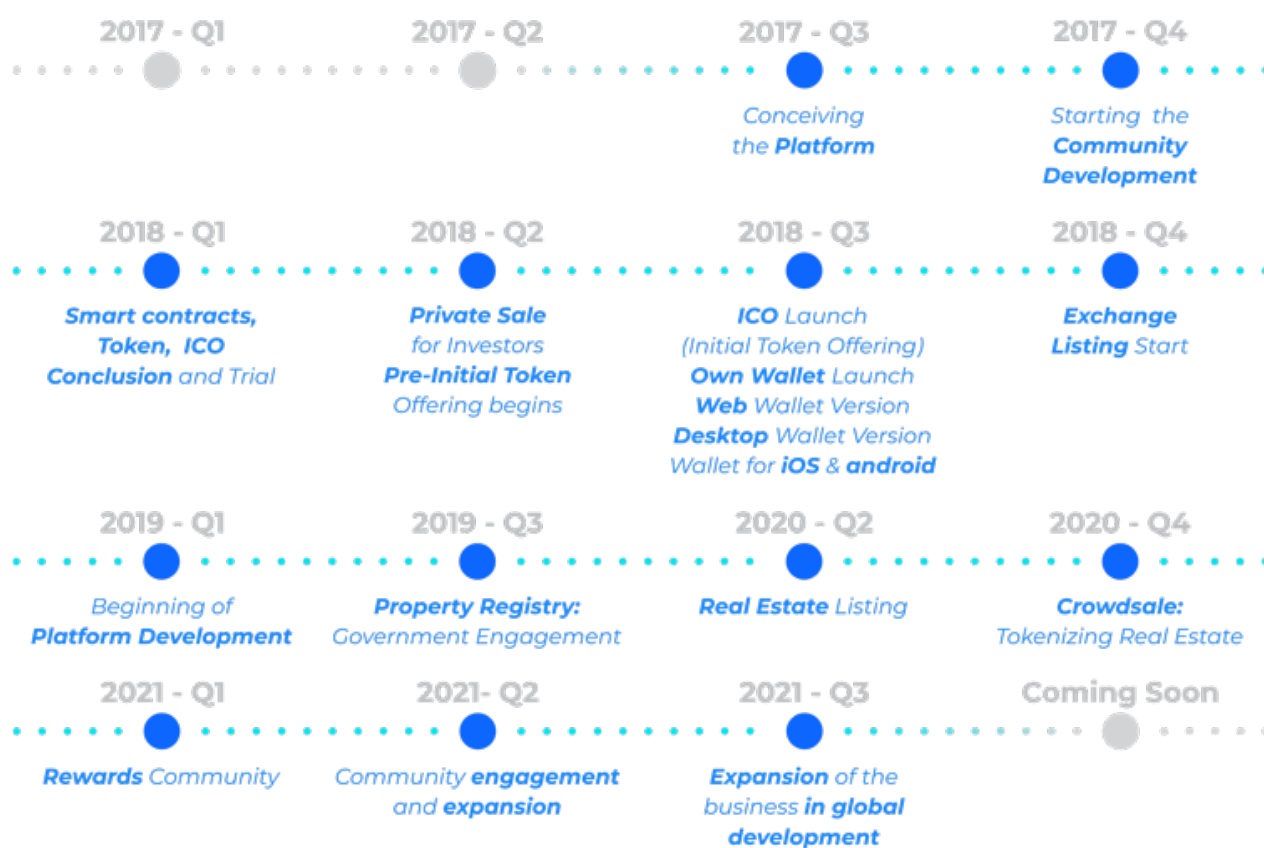 2017 - Q1
2017 - Q2
2017 - Q3
2017 - Q4
Conceiving
the Platform
Starting the
Community
Development
2018 - Q1
2018 - Q2
2018 - Q3
2018 - Q4
Smart contracts,
Token, ICO
Conclusion and Trial
Private Sale
for Investors
Pre-Initial Token
Offering begins
ICO Launch
(Initial Token Offering)
Own Wallet Launch
Web Wallet Version
Desktop Wallet Version
Wallet for iOS & android
Exchange
Listing Start
2019 - Q1
2019 - Q3
2020 - Q2
2020 - Q4
Beginning of
Platform Development
Property Registry:
Government Engagement
Real Estate Listing
Crowdsale:
Tokenizing Real Estate
2021 - Q1
2021- Q2
2021 - Q3
Coming Soon
Rewards Community
Community engagement
and expansion
Expansion of the
business in global
development